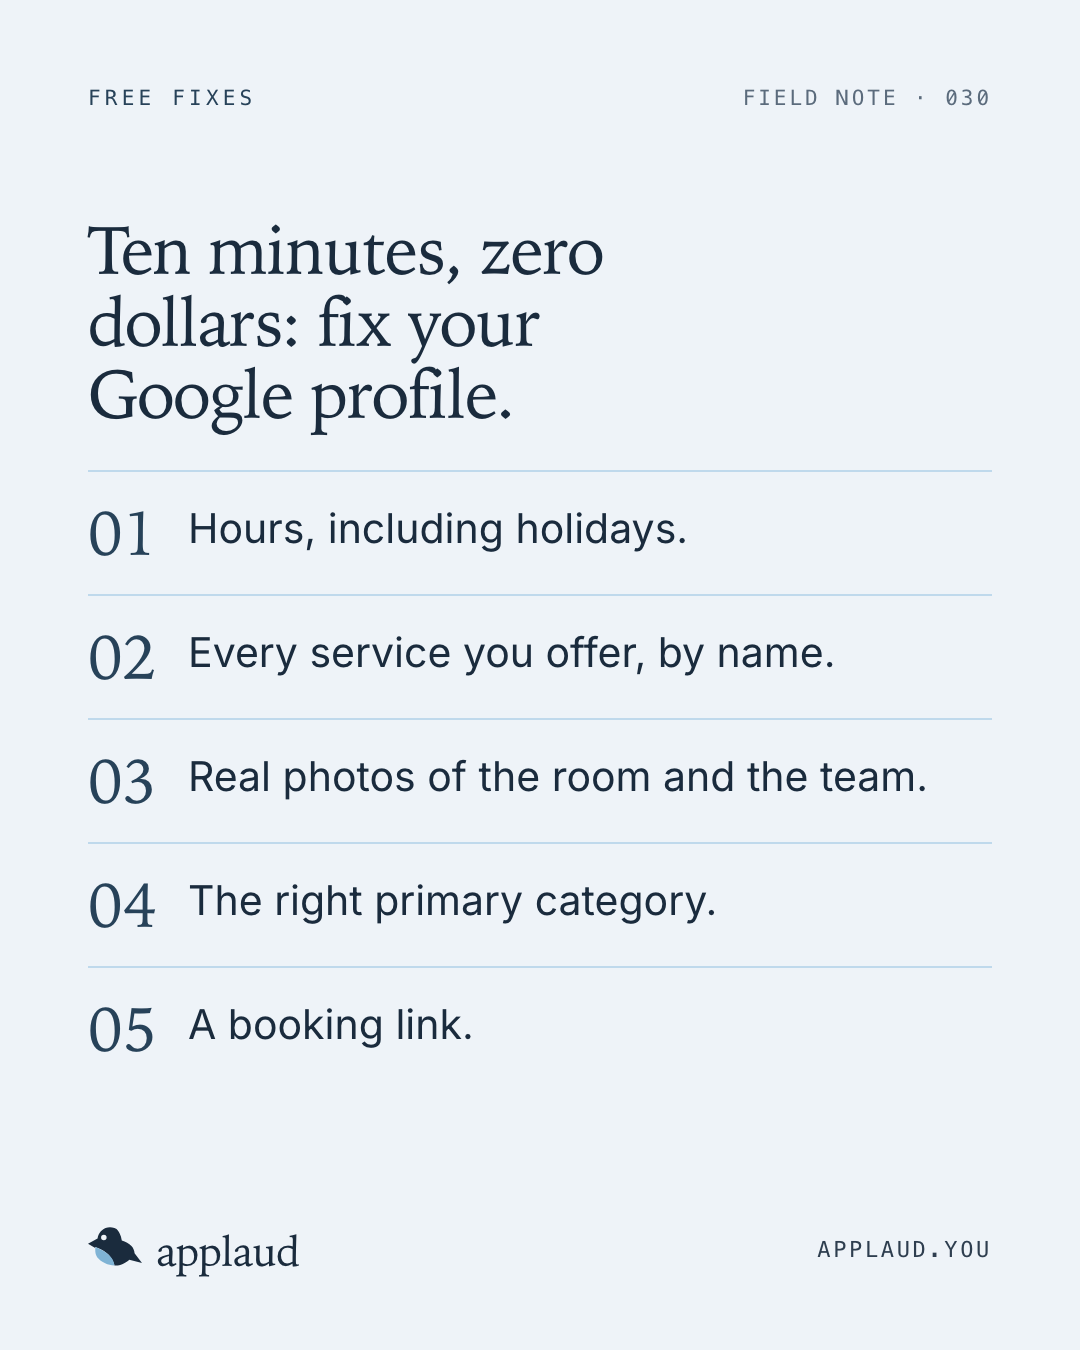 FREE FIXES
FIELD NOTE · 030
Ten minutes, zero
dollars: fix your
Google profile.
01 Hours, including holidays.
02 Every service you offer, by name.
03 Real photos of the room and the team.
04 The right primary category.
05 A booking link.
applaud
APPLAUD.YOU